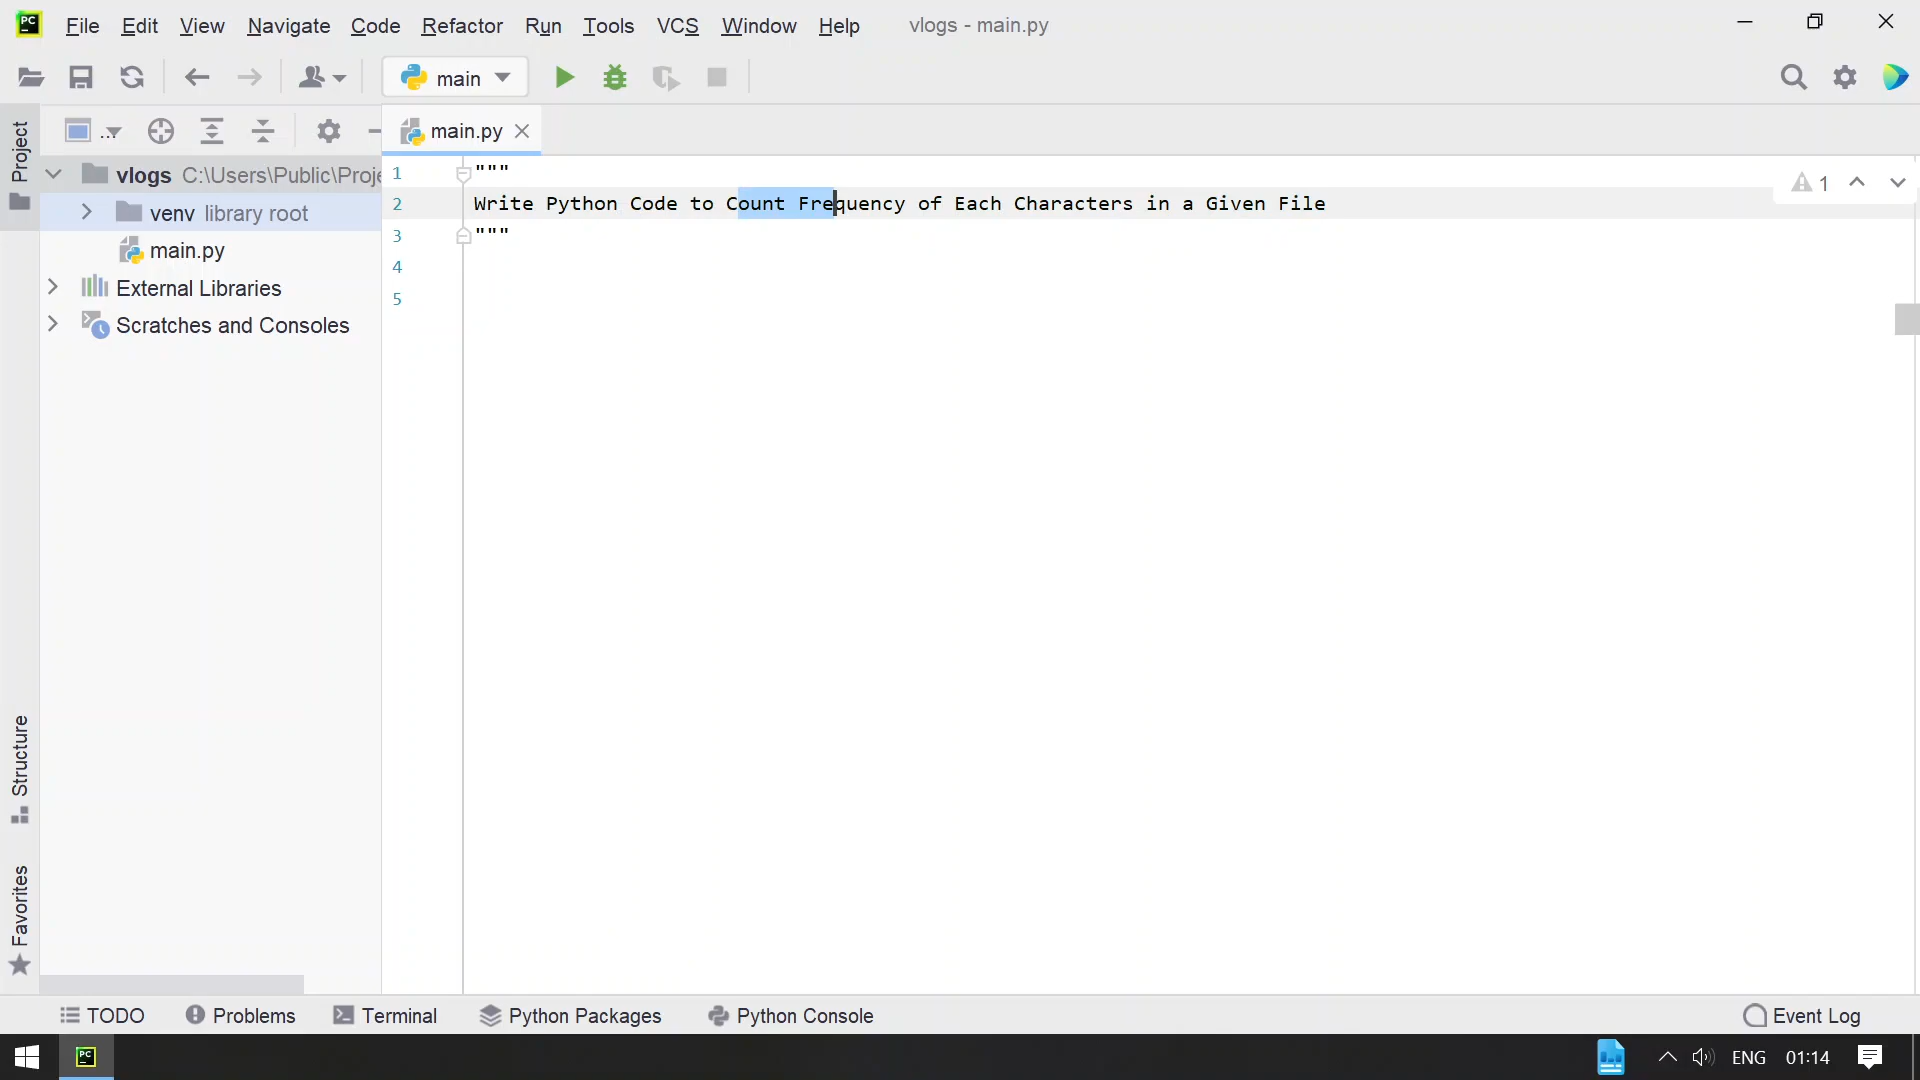 PC File Edit View Navigate Code Refactor Run Tools VCS Window Help vlogs - main.py
main
Project
...
main.py
vlogs C:\Users\Public\Proje
venv library root
main.py
External Libraries
Scratches and Consoles
1 """
2 Write Python Code to Count Frequency of Each Characters in a Given File
3 """
4
5
1
Structure
Favorites
TODO Problems Terminal Python Packages Python Console Event Log
PC ENG 01:14